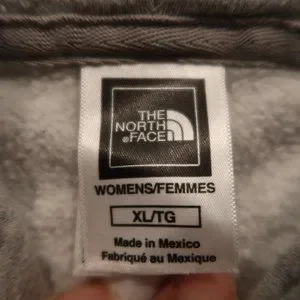 THE
NORTH
®FACE
WOMENS/FEMMES
XL/TG
Made in Mexico
Fabriqué au Mexique